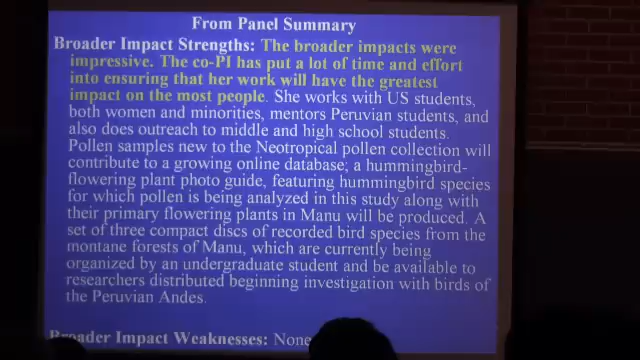 From Panel Summary
Broader Impact Strengths: The broader impacts were
impressive. The co-PI has put a lot of time and effort
into ensuring that her work will have the greatest
impact on the most people. She works with US students,
both women and minorities, mentors Peruvian students, and
also does outreach to middle and high school students.
Pollen samples new to the Neotropical pollen collection will
contribute to a growing online database; a hummingbird-
flowering plant photo guide, featuring hummingbird species
for which pollen is being analyzed in this study along with
their primary flowering plants in Manu will be produced. A
set of three compact discs of recorded bird species from the
montane forests of Manu, which are currently being
organized by an undergraduate student and be available to
researchers distributed beginning investigation with birds of
the Peruvian Andes.
Broader Impact Weaknesses: None